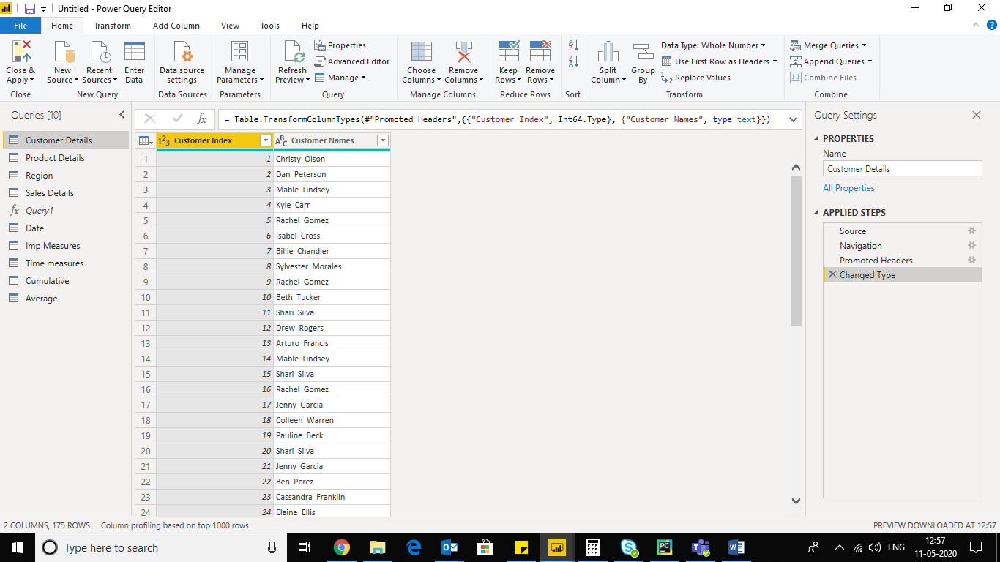 Untitled - Power Query Editor
File Home Transform Add Column View Tools Help
Close & Apply
New Source
Recent Sources
Enter Data
Data source settings
Manage Parameters
Refresh Preview
Properties
Advanced Editor
Manage
Choose Columns
Remove Columns
Keep Rows
Remove Rows
Split Column
Group By
Data Type: Whole Number
Use First Row as Headers
Replace Values
Merge Queries
Append Queries
Combine Files
Close New Query Data Sources Parameters Query Manage Columns Reduce Rows Sort Transform Combine
Queries [10]
Customer Details
Product Details
Region
Sales Details
fx Query1
Date
Imp Measures
Time measures
Cumulative
Average
fx = Table.TransformColumnTypes(#"Promoted Headers",{{"Customer Index", Int64.Type}, {"Customer Names", type text}})
123 Customer Index ABC Customer Names
1 1 Christy Olson
2 2 Dan Peterson
3 3 Mable Lindsey
4 4 Kyle Carr
5 5 Rachel Gomez
6 6 Isabel Cross
7 7 Billie Chandler
8 8 Sylvester Morales
9 9 Rachel Gomez
10 10 Beth Tucker
11 11 Shari Silva
12 12 Drew Rogers
13 13 Arturo Francis
14 14 Mable Lindsey
15 15 Shari Silva
16 16 Rachel Gomez
17 17 Jenny Garcia
18 18 Colleen Warren
19 19 Pauline Beck
20 20 Shari Silva
21 21 Jenny Garcia
22 22 Ben Perez
23 23 Cassandra Franklin
24 24 Elaine Ellis
Query Settings
PROPERTIES
Name
Customer Details
All Properties
APPLIED STEPS
Source
Navigation
Promoted Headers
Changed Type
2 COLUMNS, 175 ROWS Column profiling based on top 1000 rows PREVIEW DOWNLOADED AT 12:57
Type here to search
ENG
12:57
11-05-2020